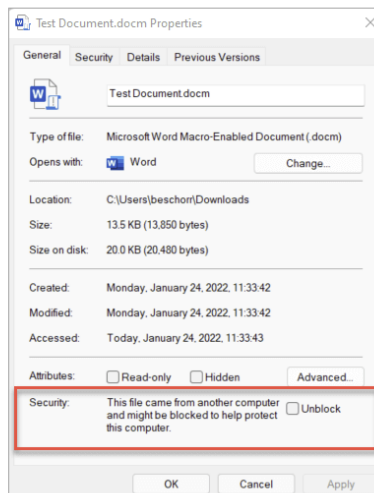 Test Document.docm Properties
General Security Details Previous Versions
Test Document.docm
Type of file: Microsoft Word Macro-Enabled Document (.docm)
Opens with: Word Change...
Location: C:\Users\beschorr\Downloads
Size: 13.5 KB (13,850 bytes)
Size on disk: 20.0 KB (20,480 bytes)
Created: Monday, January 24, 2022, 11:33:42
Modified: Monday, January 24, 2022, 11:33:42
Accessed: Today, January 24, 2022, 11:33:43
Attributes: Read-only Hidden Advanced...
Security: This file came from another computer
and might be blocked to help protect
this computer.
Unblock
OK Cancel Apply